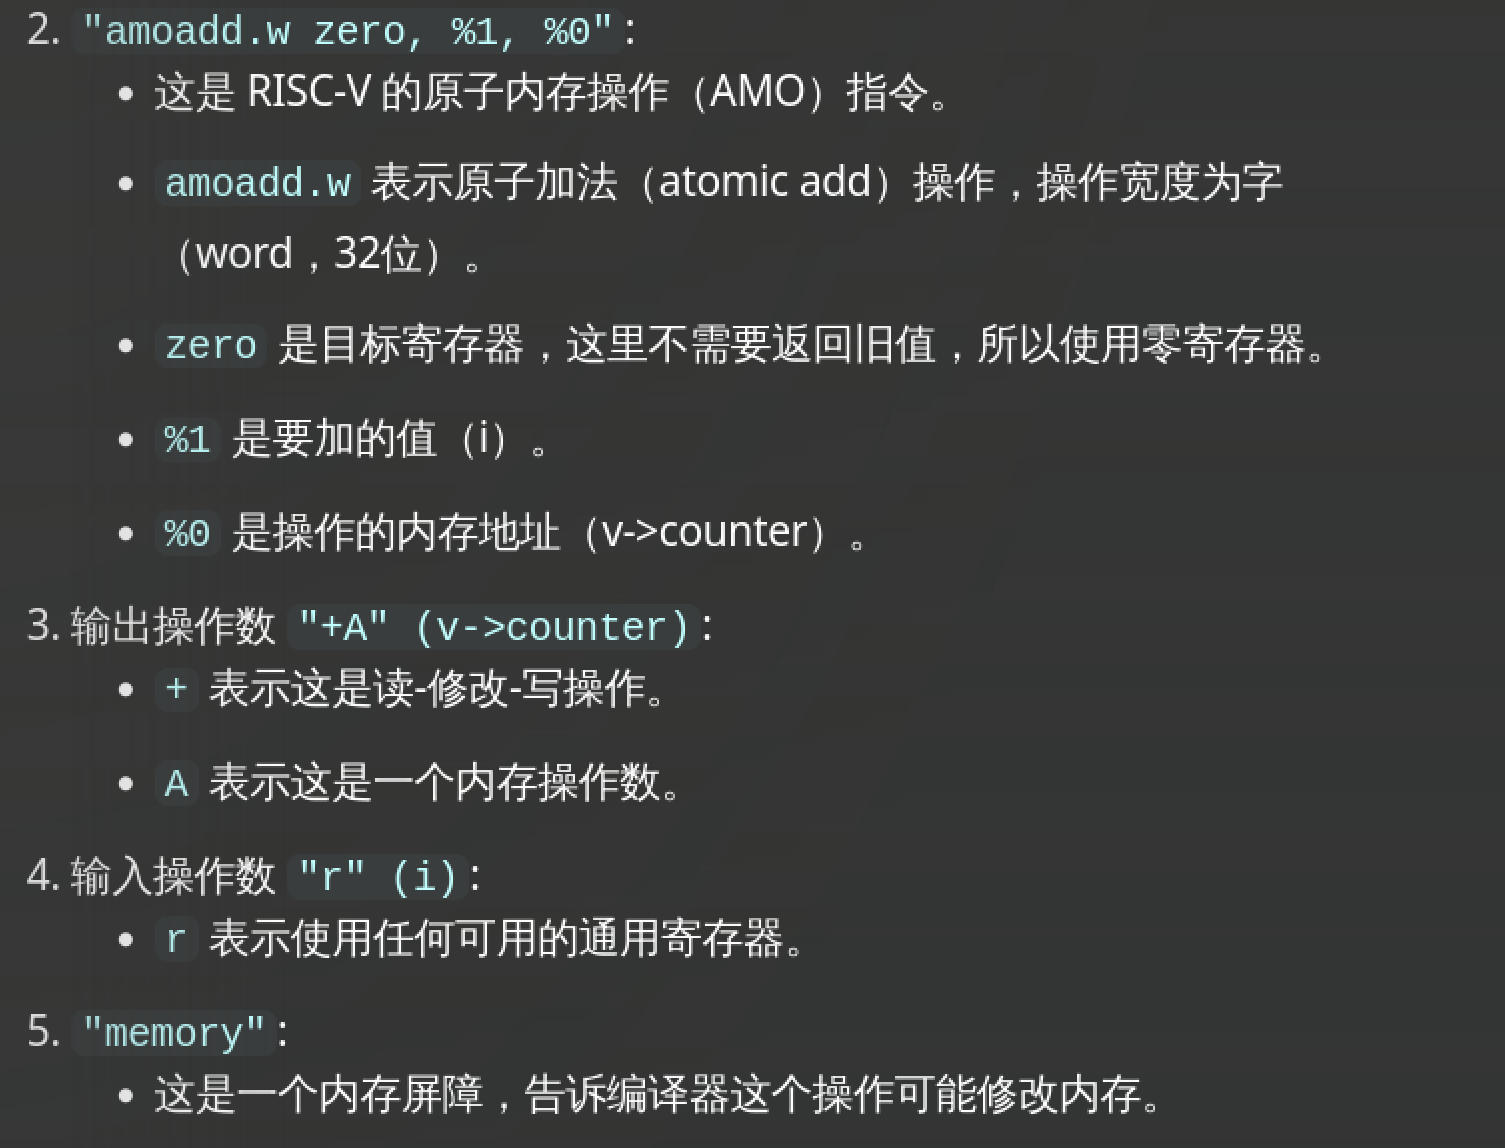 2. "amoadd.w zero, %1, %0":
• 这是 RISC-V 的原子内存操作（AMO）指令。
• amoadd.w 表示原子加法（atomic add）操作，操作宽度为字
（word，32位）。
• zero 是目标寄存器，这里不需要返回旧值，所以使用零寄存器。
• %1 是要加的值（i）。
• %0 是操作的内存地址（v->counter）。
3. 输出操作数 "+A" (v->counter):
• + 表示这是读-修改-写操作。
• A 表示这是一个内存操作数。
4. 输入操作数 "r" (i):
• r 表示使用任何可用的通用寄存器。
5. "memory":
• 这是一个内存屏障，告诉编译器这个操作可能修改内存。